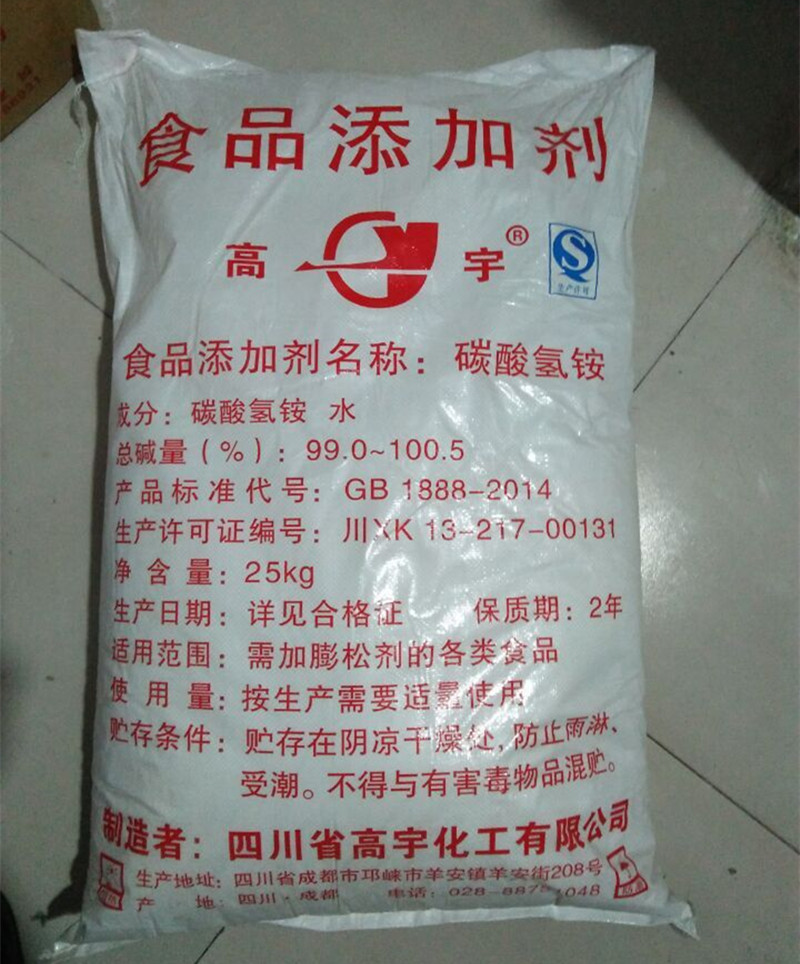 食品添加剂
高 宇®
生产许可
食品添加剂名称：碳酸氢铵
成分：碳酸氢铵 水
总碱量（%）：99.0~100.5
产品标准代号：GB 1888-2014
生产许可证编号：川XK 13-217-00131
净含量：25kg
生产日期：详见合格证 保质期：2年
适用范围：需加膨松剂的各类食品
使用量：按生产需要适量使用
贮存条件：贮存在阴凉干燥处，防止雨淋、
受潮。不得与有害毒物品混贮。
制造者：四川省高宇化工有限公司
生产地址：四川省成都市邛崃市羊安镇羊安街208号
产地：四川·成都 电话：